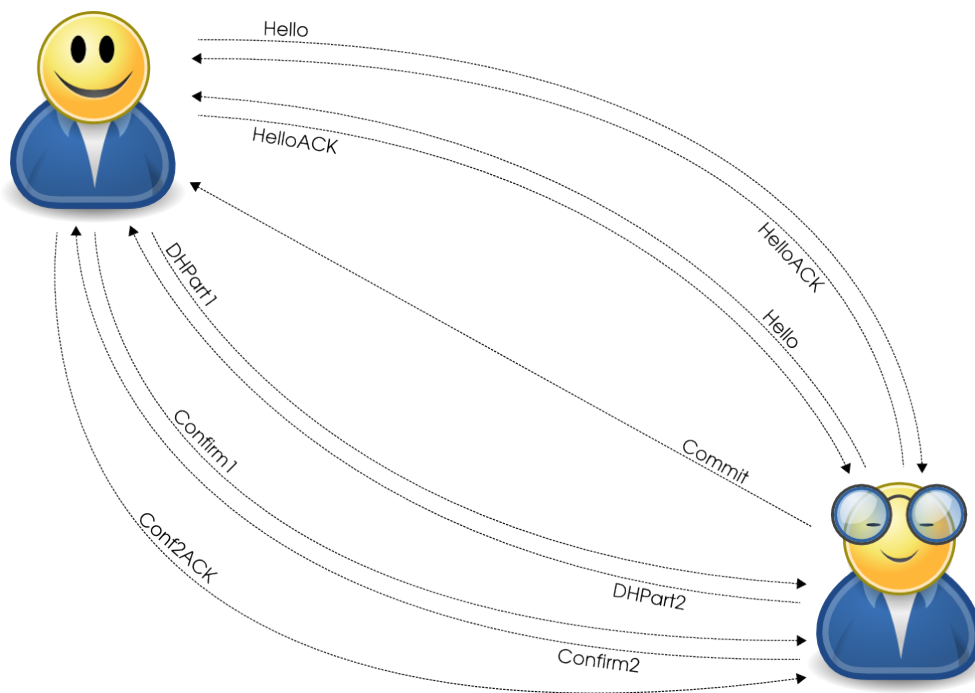 Hello
HelloACK
HelloACK
Hello
DHPart1
Commit
Confirm1
Conf2ACK
DHPart2
Confirm2